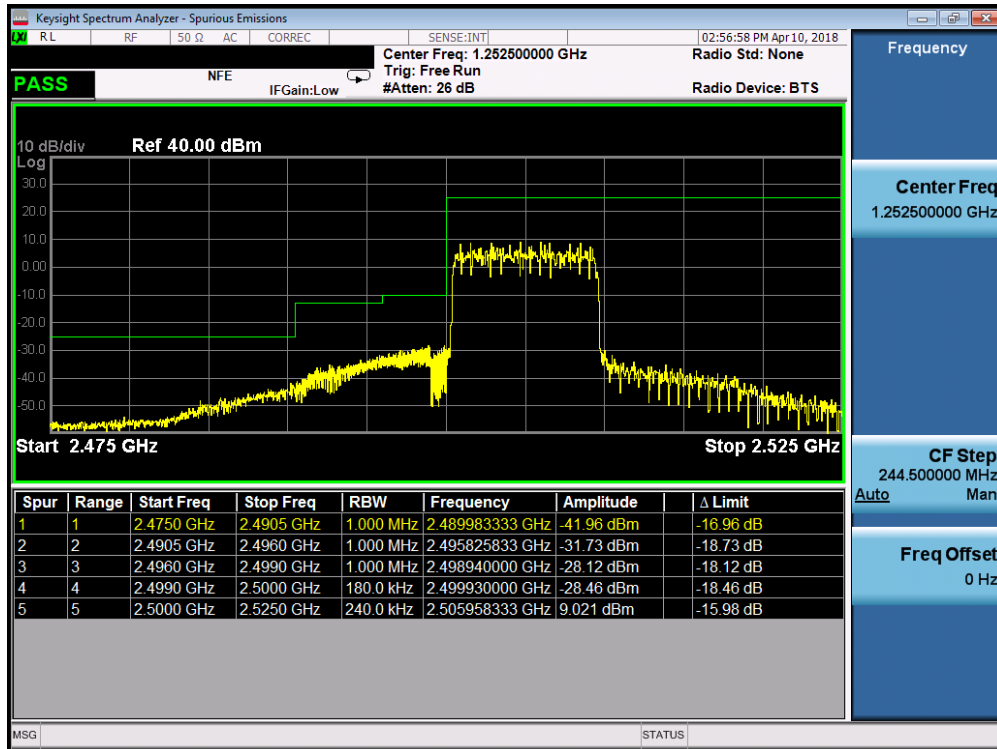 Keysight Spectrum Analyzer - Spurious Emissions
LXI RL RF 50 Ω AC CORREC SENSE:INT 02:56:58 PM Apr 10, 2018
Center Freq: 1.252500000 GHz Radio Std: None
PASS NFE Trig: Free Run
IFGain:Low #Atten: 26 dB Radio Device: BTS
10 dB/div Ref 40.00 dBm
Log
30.0
20.0
10.0
0.00
-10.0
-20.0
-30.0
-40.0
-50.0
Start 2.475 GHz Stop 2.525 GHz
Spur Range Start Freq Stop Freq RBW Frequency Amplitude Δ Limit
1 1 2.4750 GHz 2.4905 GHz 1.000 MHz 2.489983333 GHz -41.96 dBm -16.96 dB
2 2 2.4905 GHz 2.4960 GHz 1.000 MHz 2.495825833 GHz -31.73 dBm -18.73 dB
3 3 2.4960 GHz 2.4990 GHz 1.000 MHz 2.498940000 GHz -28.12 dBm -18.12 dB
4 4 2.4990 GHz 2.5000 GHz 180.0 kHz 2.499930000 GHz -28.46 dBm -18.46 dB
5 5 2.5000 GHz 2.5250 GHz 240.0 kHz 2.505958333 GHz 9.021 dBm -15.98 dB
MSG STATUS
Frequency
Center Freq
1.252500000 GHz
CF Step
244.500000 MHz
Auto Man
Freq Offset
0 Hz